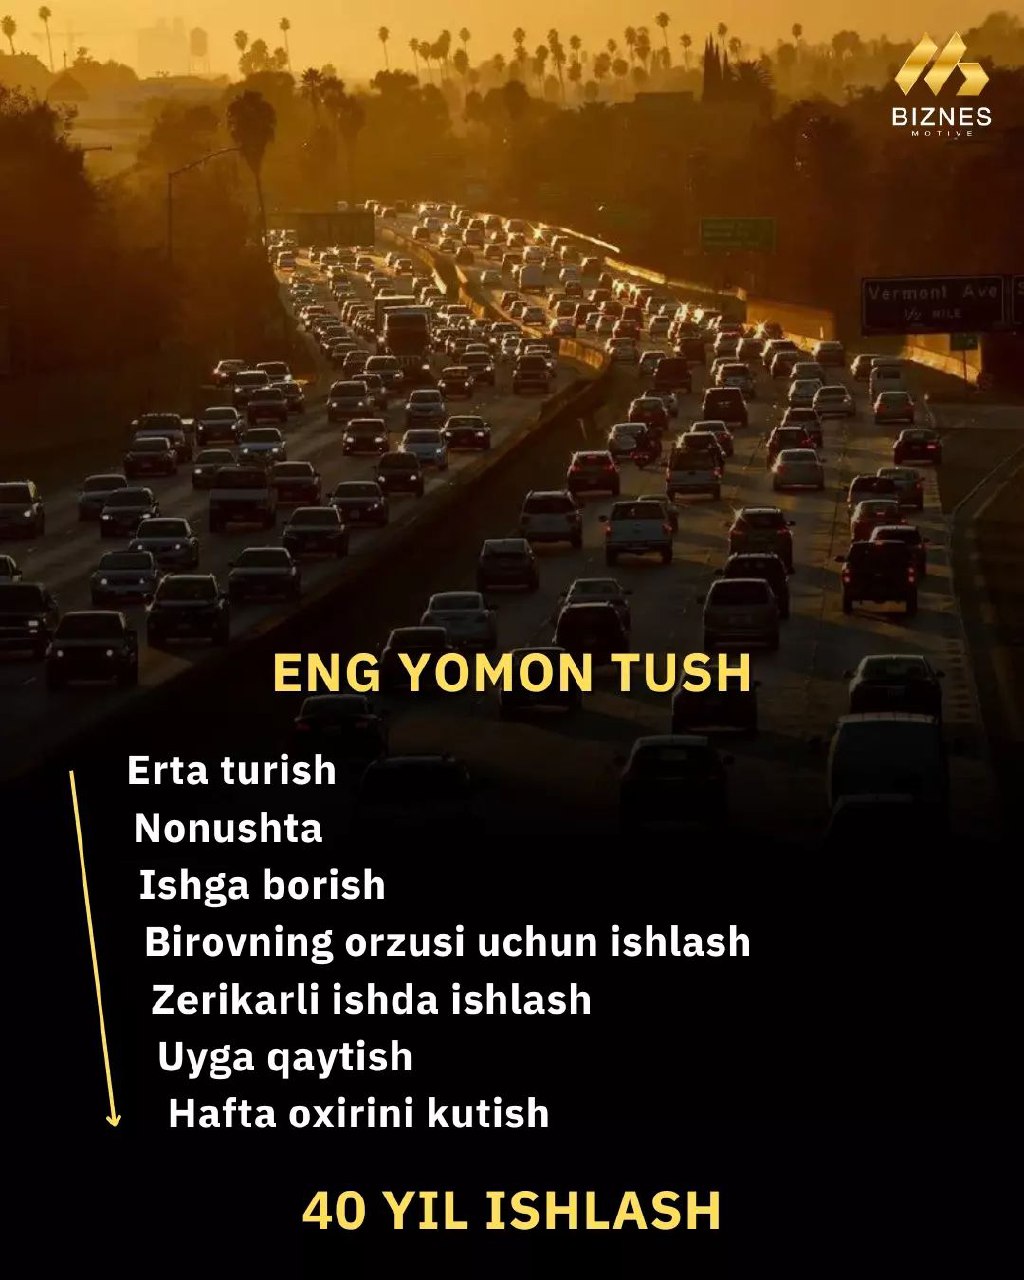 BIZNES
MOTIVE
Vermont Ave
1/2 MILE
ENG YOMON TUSH
Erta turish
Nonushta
Ishga borish
Birovning orzusi uchun ishlash
Zerikarli ishda ishlash
Uyga qaytish
Hafta oxirini kutish
40 YIL ISHLASH